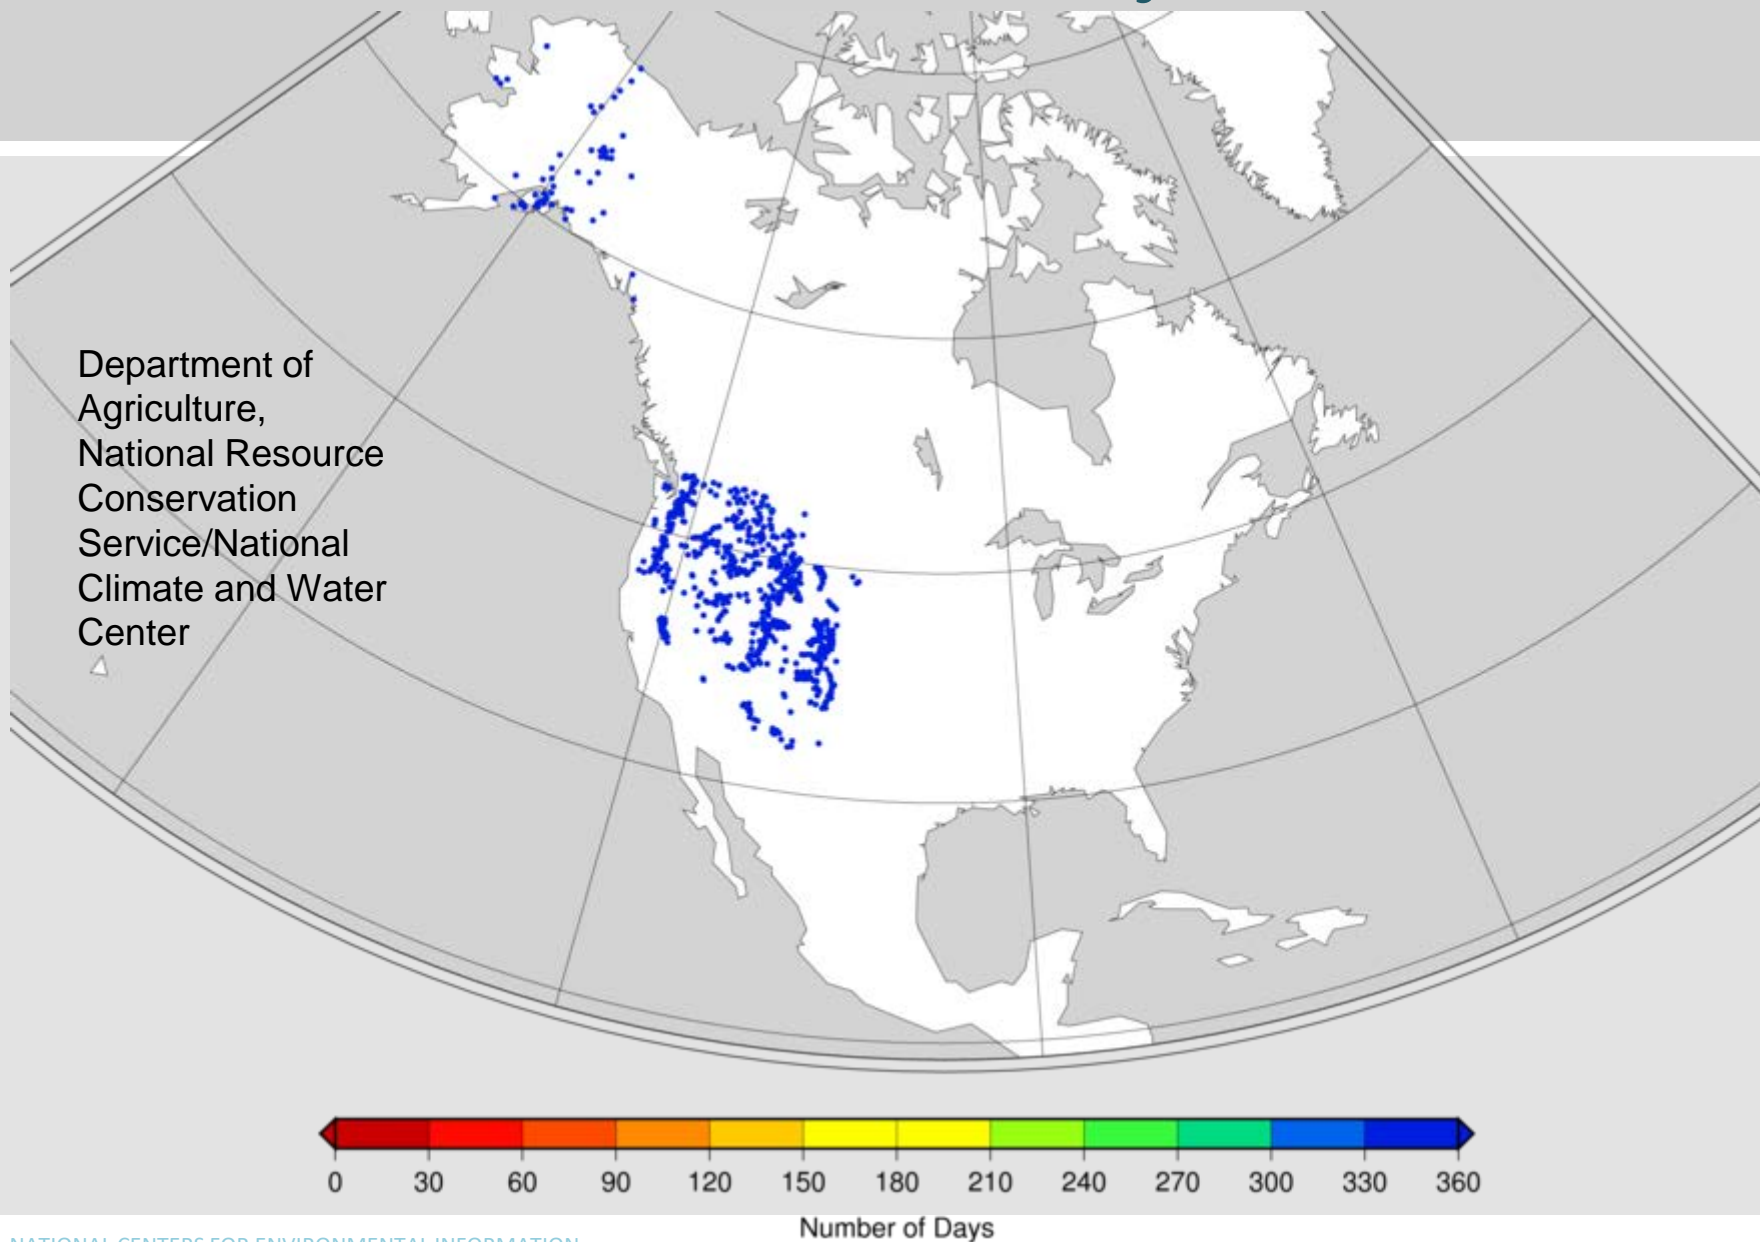 Department of
Agriculture,
National Resource
Conservation
Service/National
Climate and Water
Center
0 30 60 90 120 150 180 210 240 270 300 330 360
Number of Days
NATIONAL CENTERS FOR ENVIRONMENTAL INFORMATION